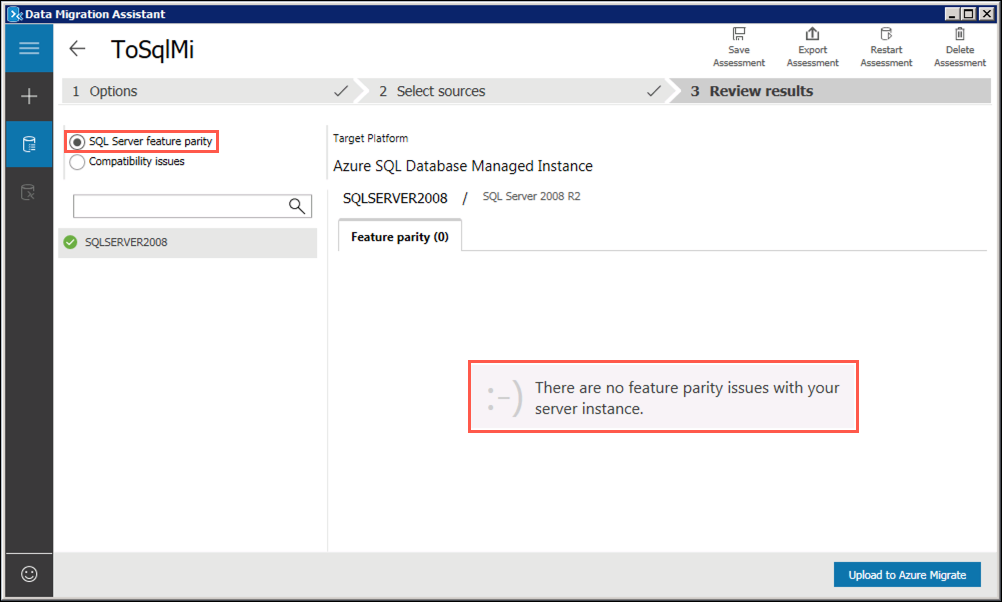 Data Migration Assistant
ToSqlMi
Save
Assessment
Export
Assessment
Restart
Assessment
Delete
Assessment
1 Options
2 Select sources
3 Review results
SQL Server feature parity
Compatibility issues
SQLSERVER2008
Target Platform
Azure SQL Database Managed Instance
SQLSERVER2008 / SQL Server 2008 R2
Feature parity (0)
:-)
There are no feature parity issues with your
server instance.
Upload to Azure Migrate